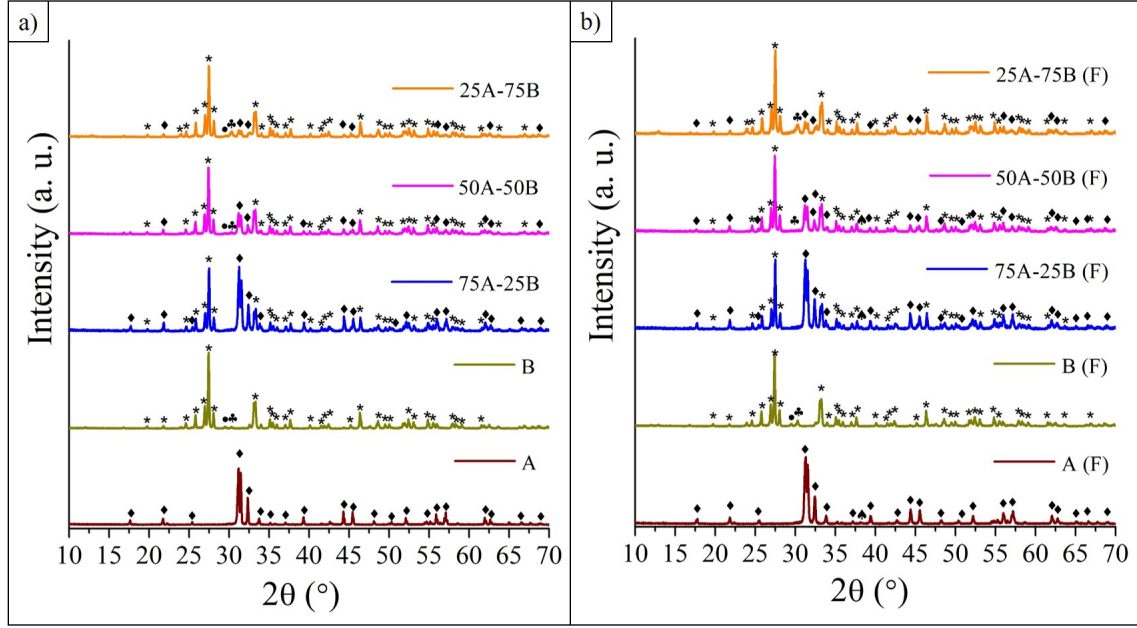 a)
25A-75B
50A-50B
75A-25B
B
A
Intensity (a. u.)
10 15 20 25 30 35 40 45 50 55 60 65 70
2θ (°)
b)
25A-75B (F)
50A-50B (F)
75A-25B (F)
B (F)
A (F)
Intensity (a. u.)
10 15 20 25 30 35 40 45 50 55 60 65 70
2θ (°)